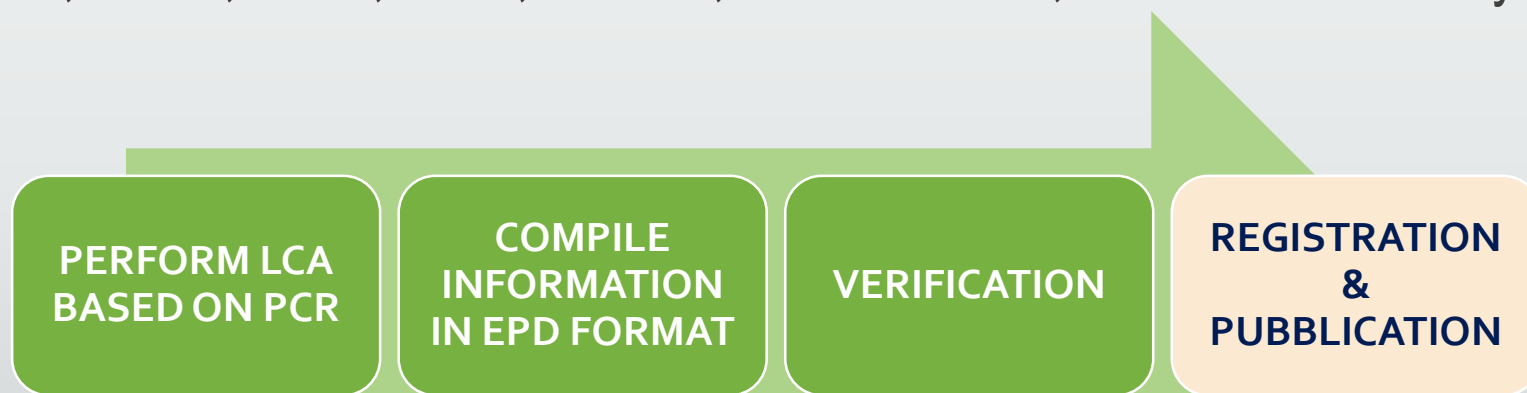 PERFORM LCA
BASED ON PCR
COMPILE
INFORMATION
IN EPD FORMAT
VERIFICATION
REGISTRATION
&
PUBBLICATION